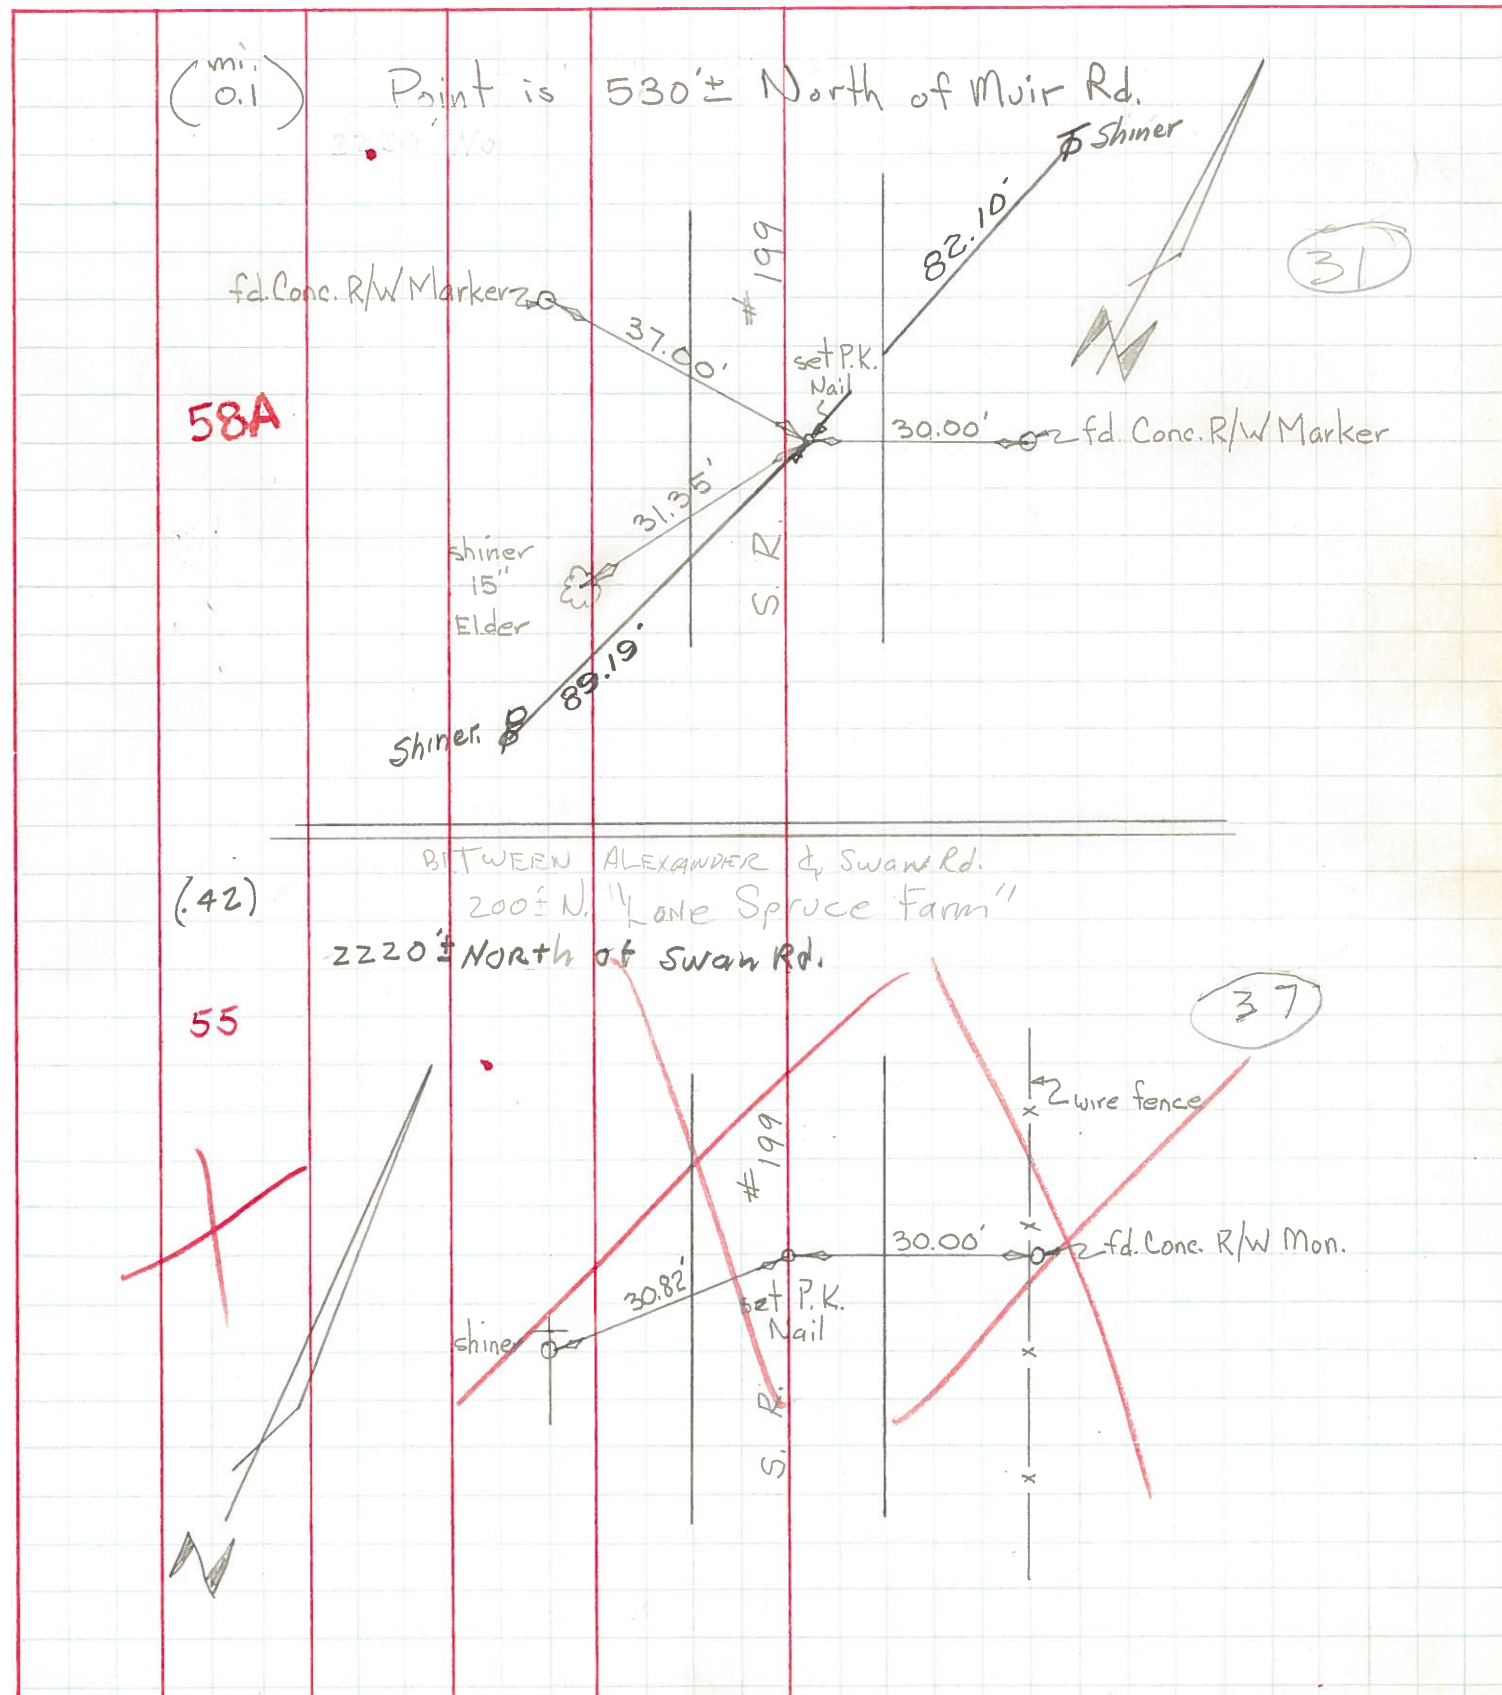 (mi. 0.1)
Point is 530'± North of Muir Rd.
Shiner
82.10'
# 199
31
fd. Conc. R/W Marker
37.00'
set P.K.
Nail
58A
30.00'
fd. Conc. R/W Marker
31.35'
shiner
15"
Elder
S. R.
89.19'
Shiner
BETWEEN ALEXANDER & Swan Rd.
(.42)
200± N. "Lone Spruce Farm"
2220'± North of Swan Rd.
55
37
wire fence
# 199
30.00'
fd. Conc. R/W Mon.
30.82'
set P.K.
Nail
shiner
S. R.
N
N